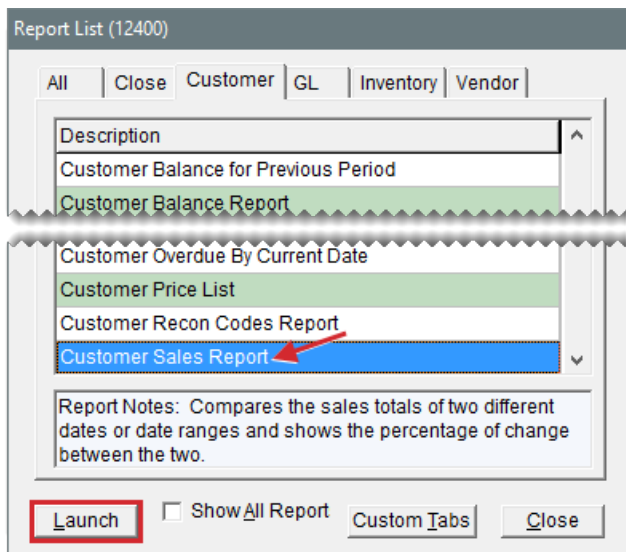 Report List (12400)
All Close Customer GL Inventory Vendor
Description
Customer Balance for Previous Period
Customer Balance Report
Customer Overdue By Current Date
Customer Price List
Customer Recon Codes Report
Customer Sales Report
Report Notes: Compares the sales totals of two different
dates or date ranges and shows the percentage of change
between the two.
Launch Show All Report Custom Tabs Close